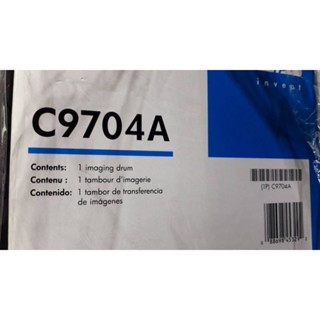 invent
C9704A
Contents: 1 imaging drum
Contenu : 1 tambour d'imagerie
Contenido: 1 tambor de transferencia
de imágenes
(1P) C9704A